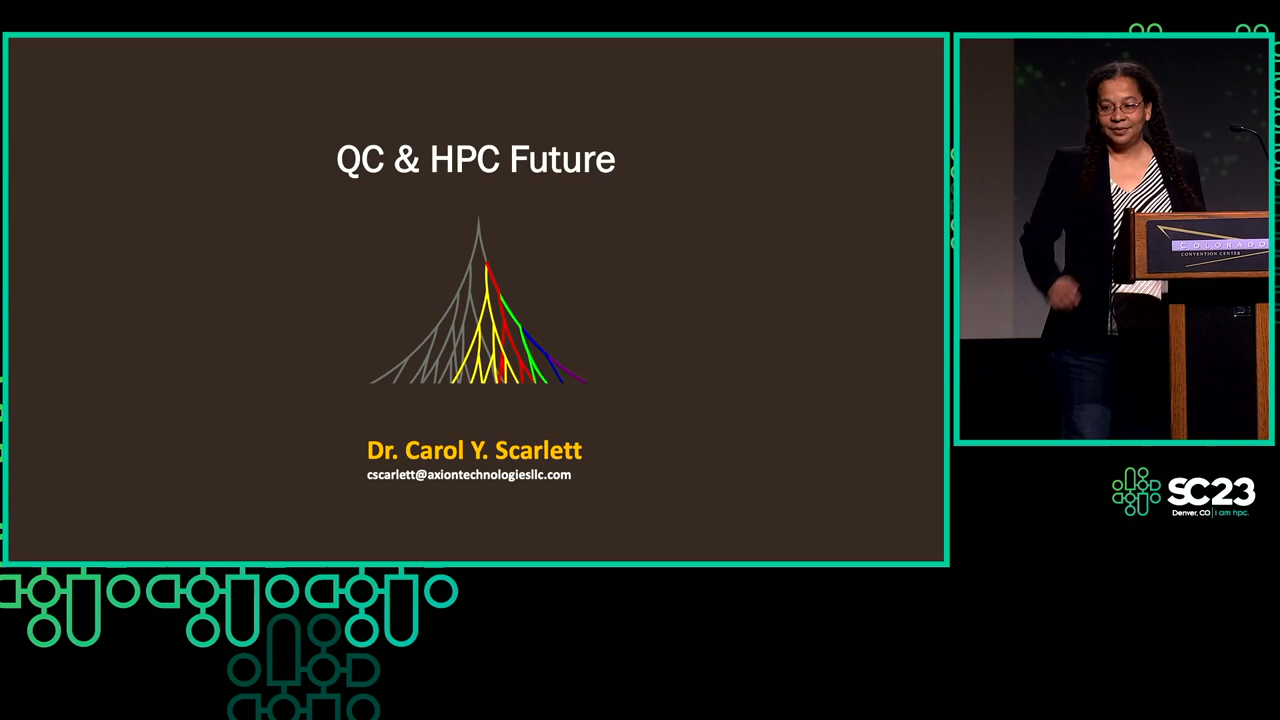 QC & HPC Future
Dr. Carol Y. Scarlett
cscarlett@axiontechnologiesllc.com
COLORADO
CONVENTION CENTER
SC23
Denver, CO | i am hpc.